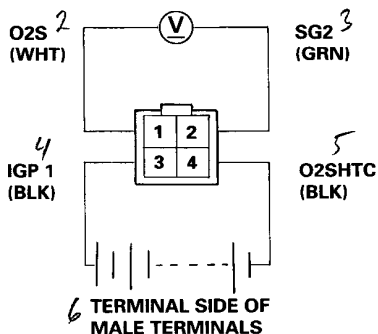 O2S 2
(WHT)
V
SG2 3
(GRN)
1 2
3 4
4
IGP 1
(BLK)
5
O2SHTC
(BLK)
6 TERMINAL SIDE OF
MALE TERMINALS